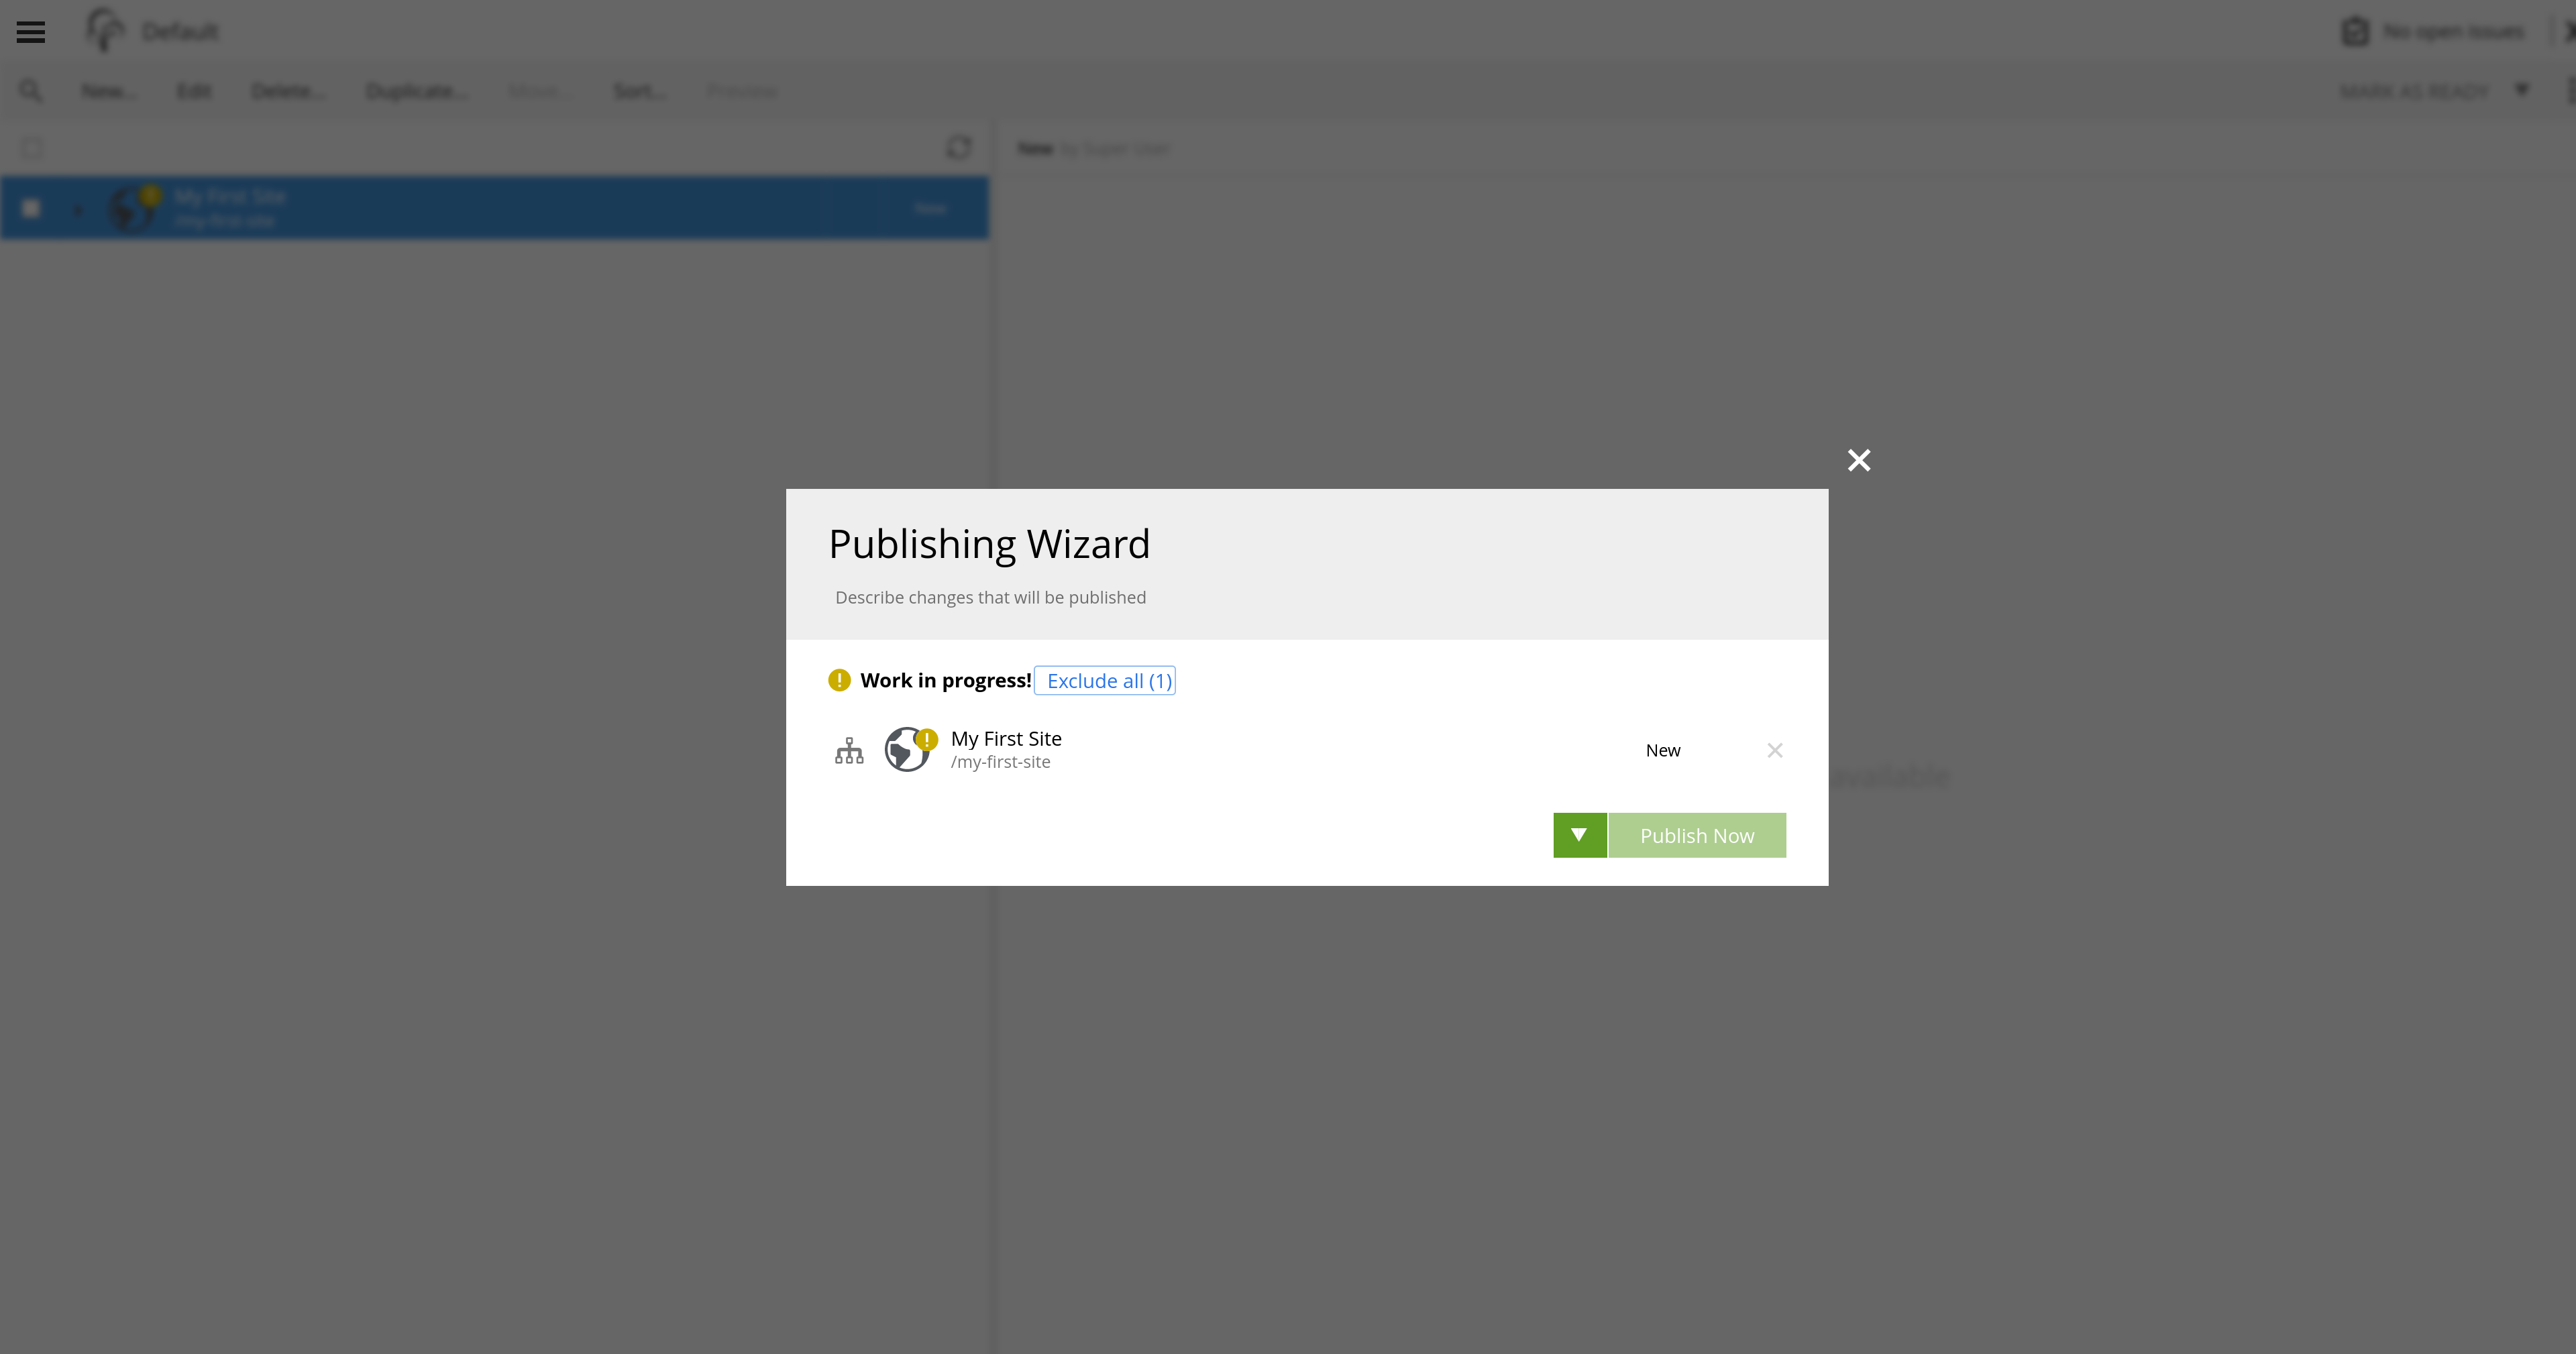 Default
No open issues
New...
Edit
Delete...
Duplicate...
Move...
Sort...
Preview
MARK AS READY
New by Super User
My First Site
/my-first-site
New
Publishing Wizard
Describe changes that will be published
Work in progress! Exclude all (1)
My First Site
/my-first-site
New
available
Publish Now